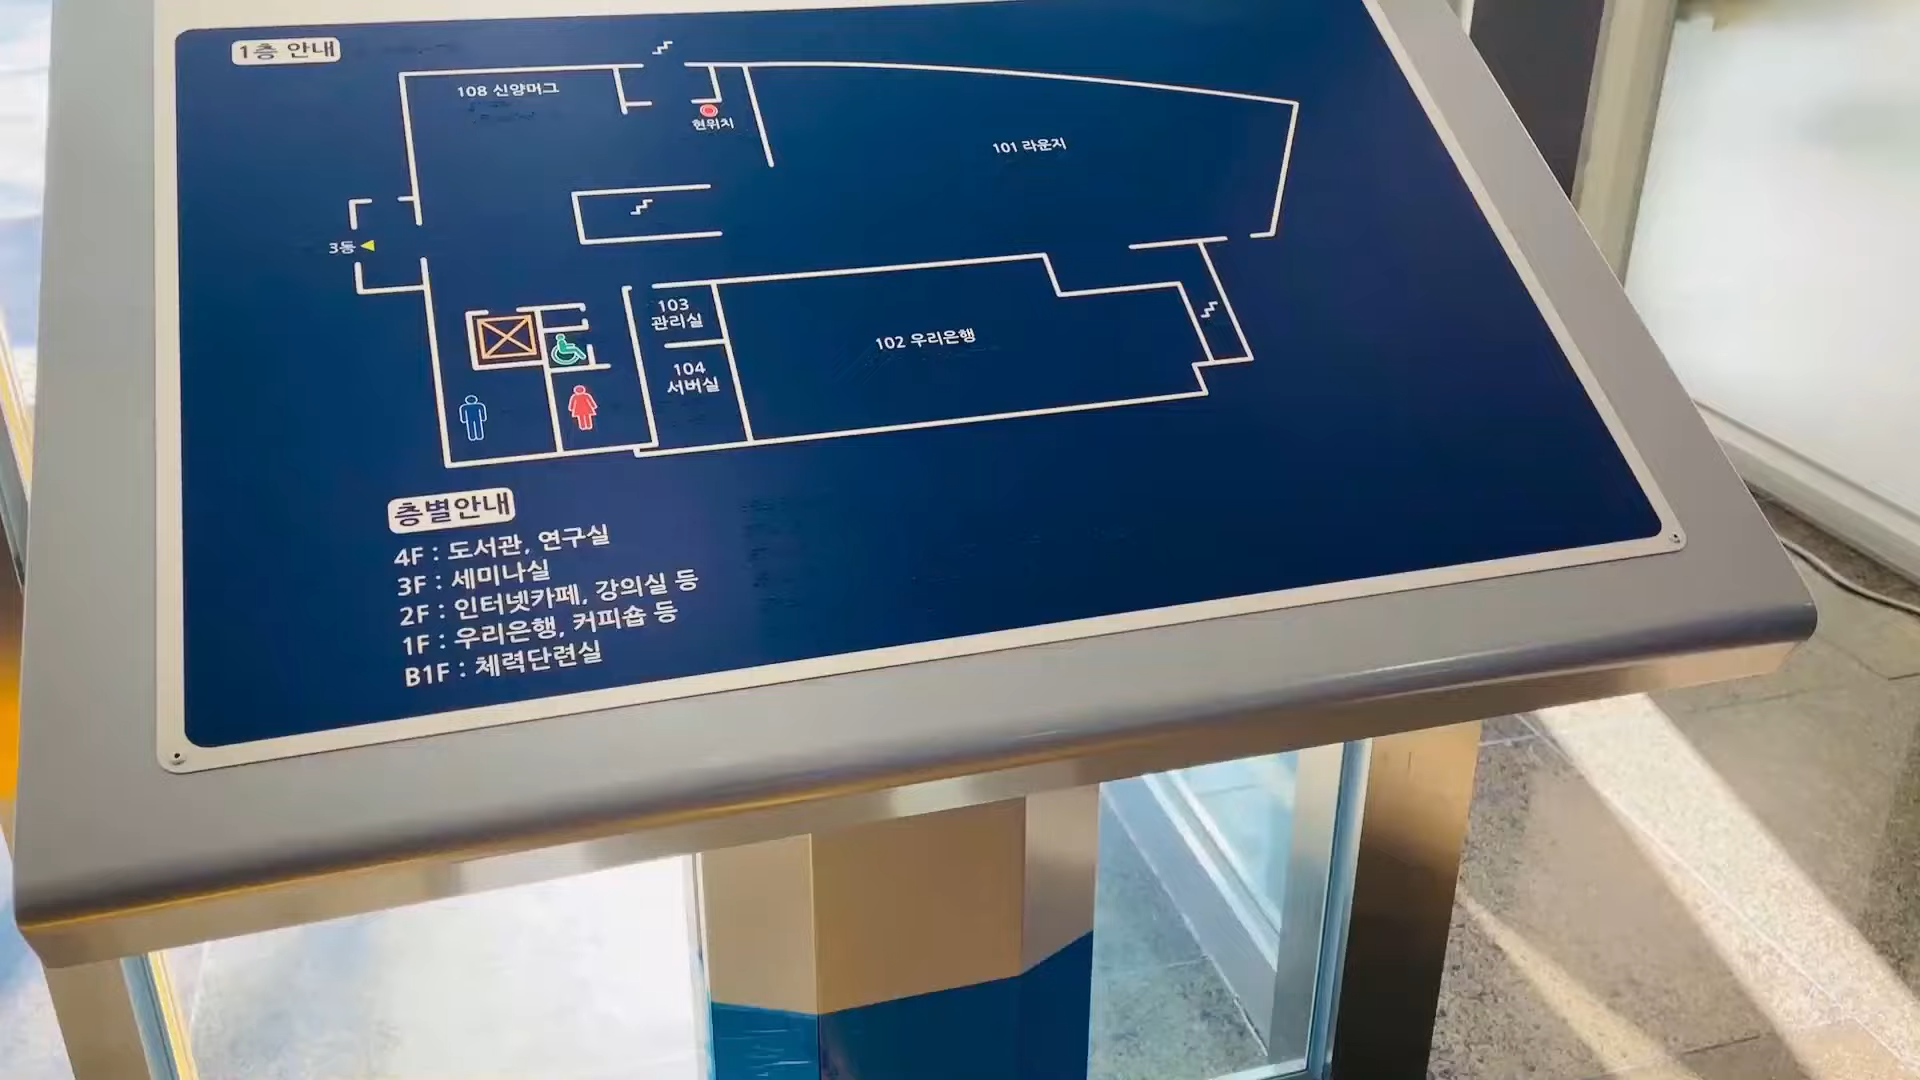 1층 안내
108 신양머그
현위치
101 라운지
3동
103
관리실
102 우리은행
104
서버실
층별안내
4F : 도서관, 연구실
3F : 세미나실
2F : 인터넷카페, 강의실 등
1F : 우리은행, 커피숍 등
B1F : 체력단련실